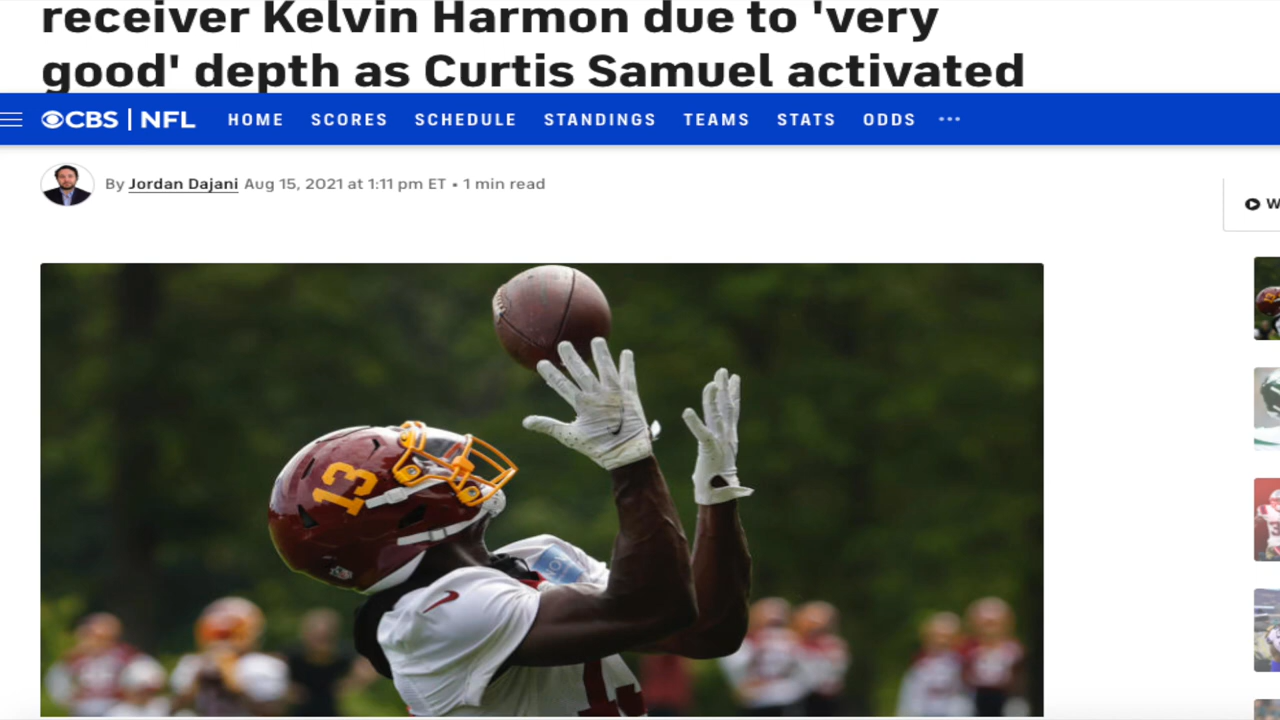 receiver Kelvin Harmon due to 'very
good' depth as Curtis Samuel activated
CBS | NFL HOME SCORES SCHEDULE STANDINGS TEAMS STATS ODDS •••
By Jordan Dajani Aug 15, 2021 at 1:11 pm ET • 1 min read
W
13
13